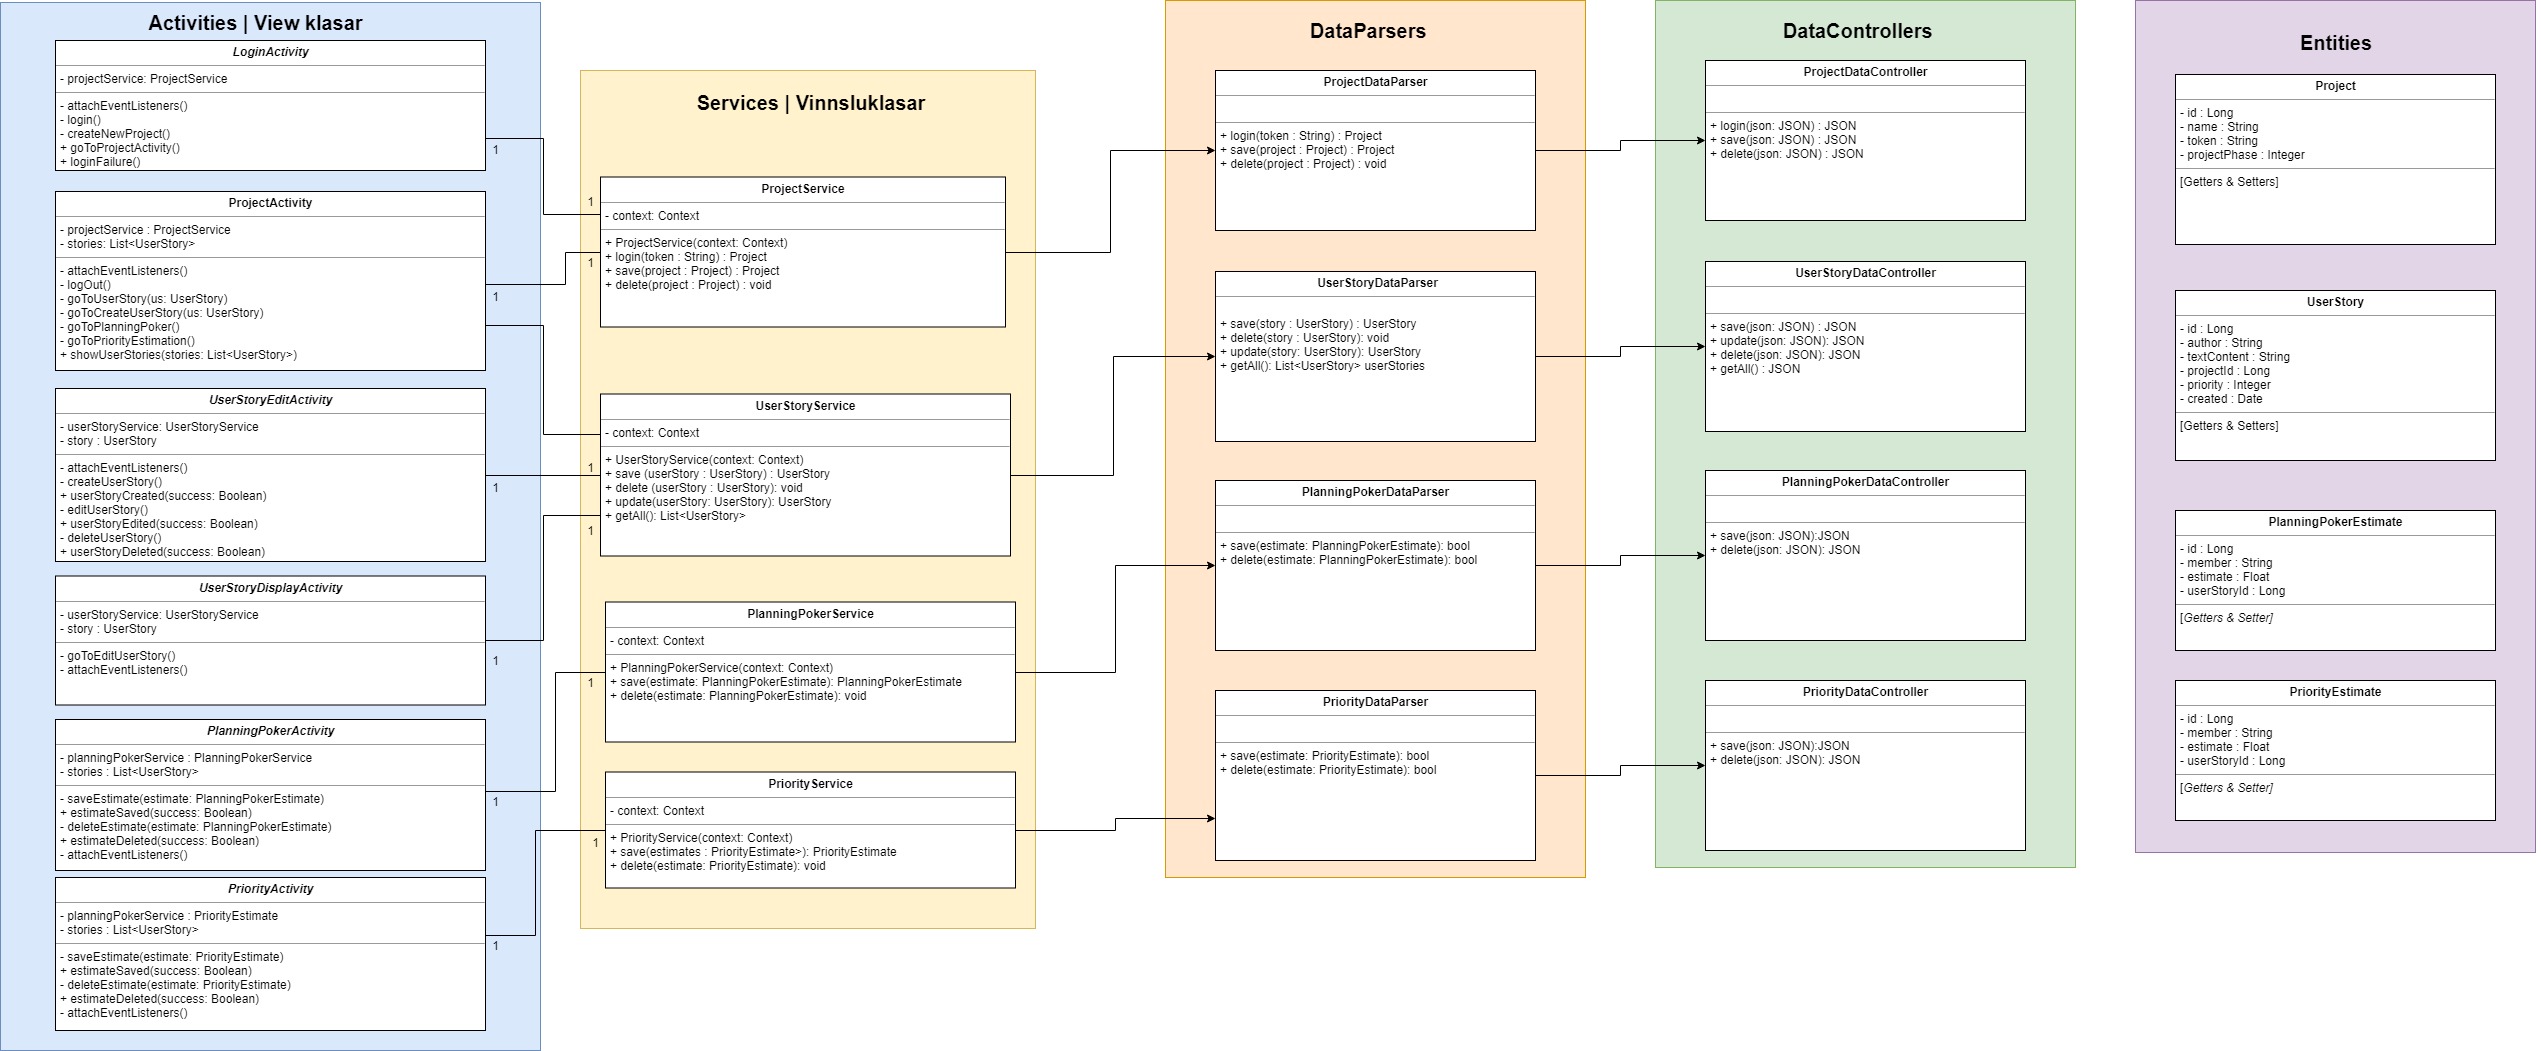 Activities | View klasar
LoginActivity
- projectService: ProjectService
- attachEventListeners()
- login()
- createNewProject()
+ goToProjectActivity()
+ loginFailure()
1
ProjectActivity
- projectService : ProjectService
- stories: List<UserStory>
- attachEventListeners()
- logOut()
- goToUserStory(us: UserStory)
- goToCreateUserStory(us: UserStory)
- goToPlanningPoker()
- goToPriorityEstimation()
+ showUserStories(stories: List<UserStory>)
1
UserStoryEditActivity
- userStoryService: UserStoryService
- story : UserStory
- attachEventListeners()
- createUserStory()
+ userStoryCreated(success: Boolean)
- editUserStory()
+ userStoryEdited(success: Boolean)
- deleteUserStory()
+ userStoryDeleted(success: Boolean)
1
UserStoryDisplayActivity
- userStoryService: UserStoryService
- story : UserStory
- goToEditUserStory()
- attachEventListeners()
1
PlanningPokerActivity
- planningPokerService : PlanningPokerService
- stories : List<UserStory>
- saveEstimate(estimate: PlanningPokerEstimate)
+ estimateSaved(success: Boolean)
- deleteEstimate(estimate: PlanningPokerEstimate)
+ estimateDeleted(success: Boolean)
- attachEventListeners()
1
PriorityActivity
- planningPokerService : PriorityEstimate
- stories : List<UserStory>
- saveEstimate(estimate: PriorityEstimate)
+ estimateSaved(success: Boolean)
- deleteEstimate(estimate: PriorityEstimate)
+ estimateDeleted(success: Boolean)
- attachEventListeners()
1
Services | Vinnsluklasar
1
1
ProjectService
- context: Context
+ ProjectService(context: Context)
+ login(token : String) : Project
+ save(project : Project) : Project
+ delete(project : Project) : void
1
1
UserStoryService
- context: Context
+ UserStoryService(context: Context)
+ save (userStory : UserStory) : UserStory
+ delete (userStory : UserStory): void
+ update(userStory: UserStory): UserStory
+ getAll(): List<UserStory>
1
PlanningPokerService
- context: Context
+ PlanningPokerService(context: Context)
+ save(estimate: PlanningPokerEstimate): PlanningPokerEstimate
+ delete(estimate: PlanningPokerEstimate): void
1
PriorityService
- context: Context
+ PriorityService(context: Context)
+ save(estimates : PriorityEstimate>): PriorityEstimate
+ delete(estimate: PriorityEstimate): void
DataParsers
ProjectDataParser
+ login(token : String) : Project
+ save(project : Project) : Project
+ delete(project : Project) : void
UserStoryDataParser
+ save(story : UserStory) : UserStory
+ delete(story : UserStory): void
+ update(story: UserStory): UserStory
+ getAll(): List<UserStory> userStories
PlanningPokerDataParser
+ save(estimate: PlanningPokerEstimate): bool
+ delete(estimate: PlanningPokerEstimate): bool
PriorityDataParser
+ save(estimate: PriorityEstimate): bool
+ delete(estimate: PriorityEstimate): bool
DataControllers
ProjectDataController
+ login(json: JSON) : JSON
+ save(json: JSON) : JSON
+ delete(json: JSON) : JSON
UserStoryDataController
+ save(json: JSON) : JSON
+ update(json: JSON): JSON
+ delete(json: JSON): JSON
+ getAll() : JSON
PlanningPokerDataController
+ save(json: JSON):JSON
+ delete(json: JSON): JSON
PriorityDataController
+ save(json: JSON):JSON
+ delete(json: JSON): JSON
Entities
Project
- id : Long
- name : String
- token : String
- projectPhase : Integer
[Getters & Setters]
UserStory
- id : Long
- author : String
- textContent : String
- projectId : Long
- priority : Integer
- created : Date
[Getters & Setters]
PlanningPokerEstimate
- id : Long
- member : String
- estimate : Float
- userStoryId : Long
[Getters & Setter]
PriorityEstimate
- id : Long
- member : String
- estimate : Float
- userStoryId : Long
[Getters & Setter]